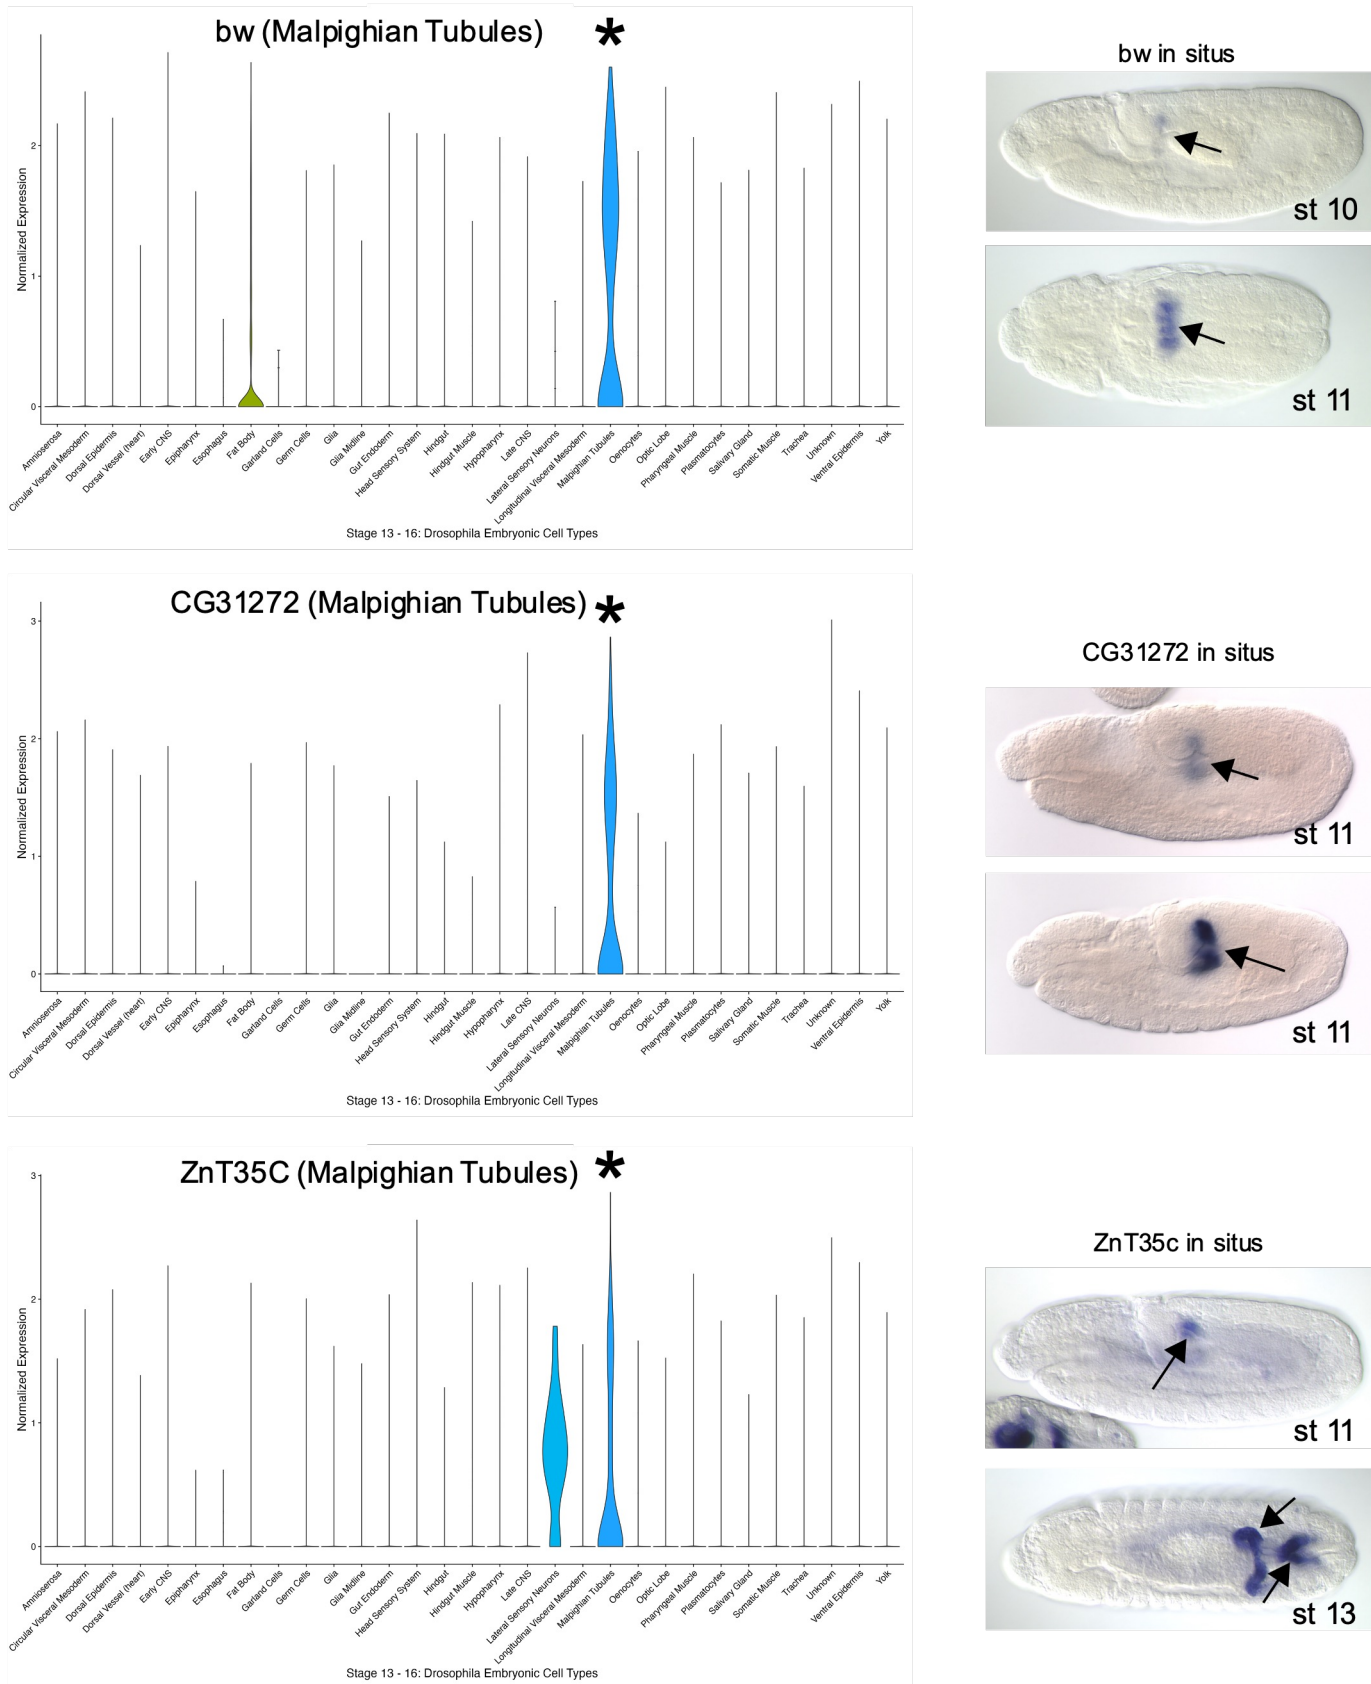 bw (Malpighian Tubules) *
Normalized Expression
2
1
0
Amnioserosa
Circular Visceral Mesoderm
Dorsal Epidermis
Dorsal Vessel (heart)
Early CNS
Epipharynx
Esophagus
Fat Body
Garland Cells
Germ Cells
Glia
Glia Midline
Gut Endoderm
Head Sensory System
Hindgut
Hindgut Muscle
Hypopharynx
Late CNS
Lateral Sensory Neurons
Longitudinal Visceral Mesoderm
Malpighian Tubules
Oenocytes
Optic Lobe
Pharyngeal Muscle
Plasmatocytes
Salivary Gland
Somatic Muscle
Trachea
Unknown
Ventral Epidermis
Yolk
Stage 13 - 16: Drosophila Embryonic Cell Types
bw in situs
st 10
st 11
CG31272 (Malpighian Tubules) *
Normalized Expression
3
2
1
0
Amnioserosa
Circular Visceral Mesoderm
Dorsal Epidermis
Dorsal Vessel (heart)
Early CNS
Epipharynx
Esophagus
Fat Body
Garland Cells
Germ Cells
Glia
Glia Midline
Gut Endoderm
Head Sensory System
Hindgut
Hindgut Muscle
Hypopharynx
Late CNS
Lateral Sensory Neurons
Longitudinal Visceral Mesoderm
Malpighian Tubules
Oenocytes
Optic Lobe
Pharyngeal Muscle
Plasmatocytes
Salivary Gland
Somatic Muscle
Trachea
Unknown
Ventral Epidermis
Yolk
Stage 13 - 16: Drosophila Embryonic Cell Types
CG31272 in situs
st 11
st 11
ZnT35C (Malpighian Tubules) *
Normalized Expression
3
2
1
0
Amnioserosa
Circular Visceral Mesoderm
Dorsal Epidermis
Dorsal Vessel (heart)
Early CNS
Epipharynx
Esophagus
Fat Body
Garland Cells
Germ Cells
Glia
Glia Midline
Gut Endoderm
Head Sensory System
Hindgut
Hindgut Muscle
Hypopharynx
Late CNS
Lateral Sensory Neurons
Longitudinal Visceral Mesoderm
Malpighian Tubules
Oenocytes
Optic Lobe
Pharyngeal Muscle
Plasmatocytes
Salivary Gland
Somatic Muscle
Trachea
Unknown
Ventral Epidermis
Yolk
Stage 13 - 16: Drosophila Embryonic Cell Types
ZnT35c in situs
st 11
st 13